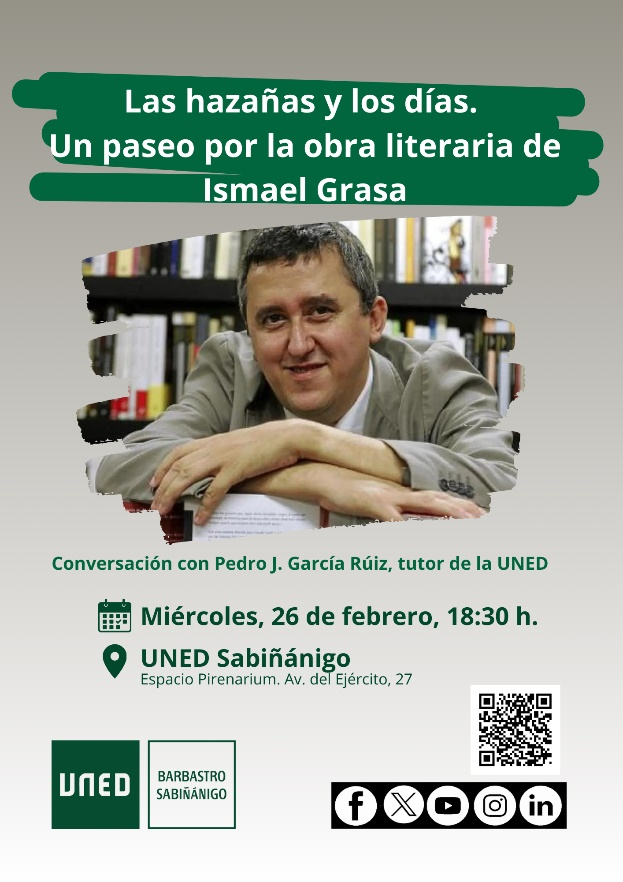 Las hazañas y los días.
Un paseo por la obra literaria de
Ismael Grasa
Conversación con Pedro J. García Rúiz, tutor de la UNED
Miércoles, 26 de febrero, 18:30 h.
UNED Sabiñánigo
Espacio Pirenarium. Av. del Ejército, 27
UNED
BARBASTRO
SABIÑÁNIGO